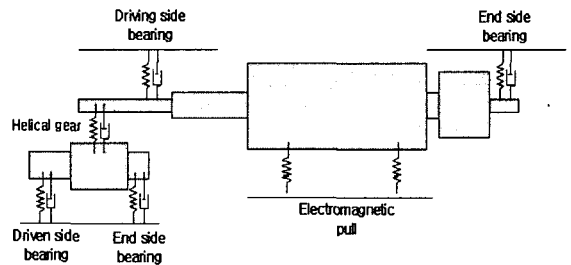 Driving side
bearing
End side
bearing
Helical gear
Driven side
bearing
End side
bearing
Electromagnetic
pull